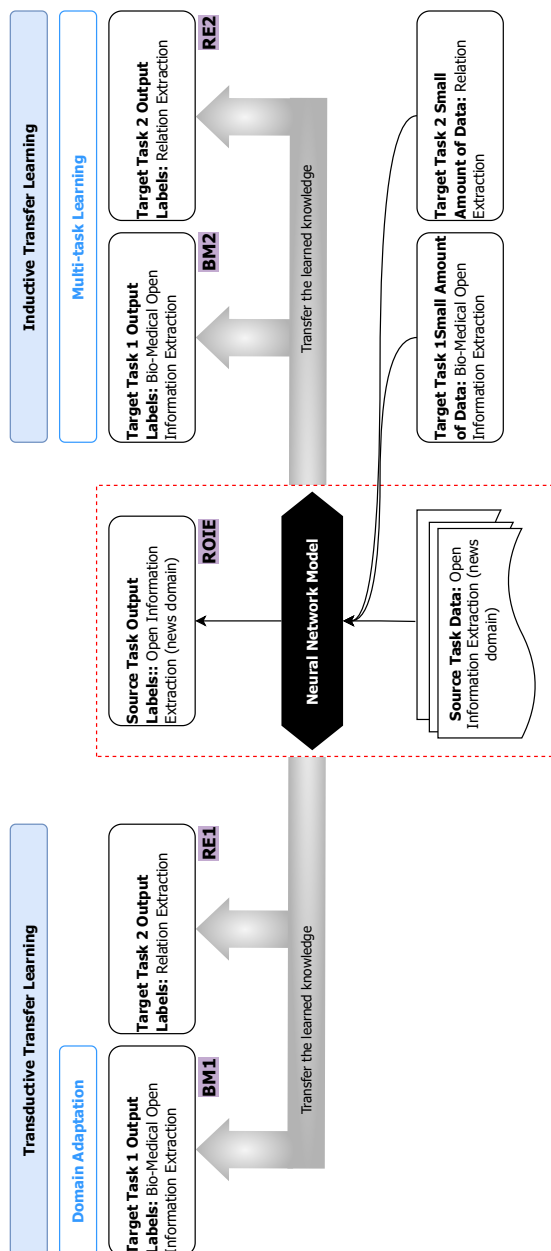 Transductive Transfer Learning
Inductive Transfer Learning
Domain Adaptation
Multi-task Learning
Target Task 1 Output
Labels: Bio-Medical Open
Information Extraction
BM1
Target Task 2 Output
Labels: Relation Extraction
RE1
Source Task Output
Labels:: Open Information
Extraction (news domain)
ROIE
Target Task 1 Output
Labels: Bio-Medical Open
Information Extraction
BM2
Target Task 2 Output
Labels: Relation Extraction
RE2
Transfer the learned knowledge
Neural Network Model
Transfer the learned knowledge
Source Task Data: Open
Information Extraction (news
domain)
Target Task 1Small Amount
of Data: Bio-Medical Open
Information Extraction
Target Task 2 Small
Amount of Data: Relation
Extraction